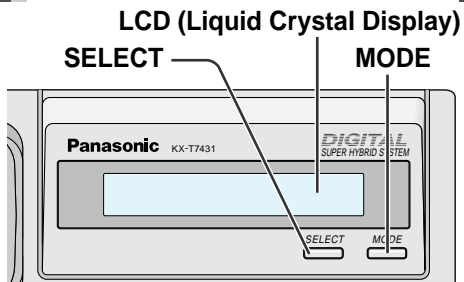 LCD (Liquid Crystal Display)
SELECT MODE
Panasonic KX-T7431 DIGITAL
SUPER HYBRID SYSTEM
SELECT MODE